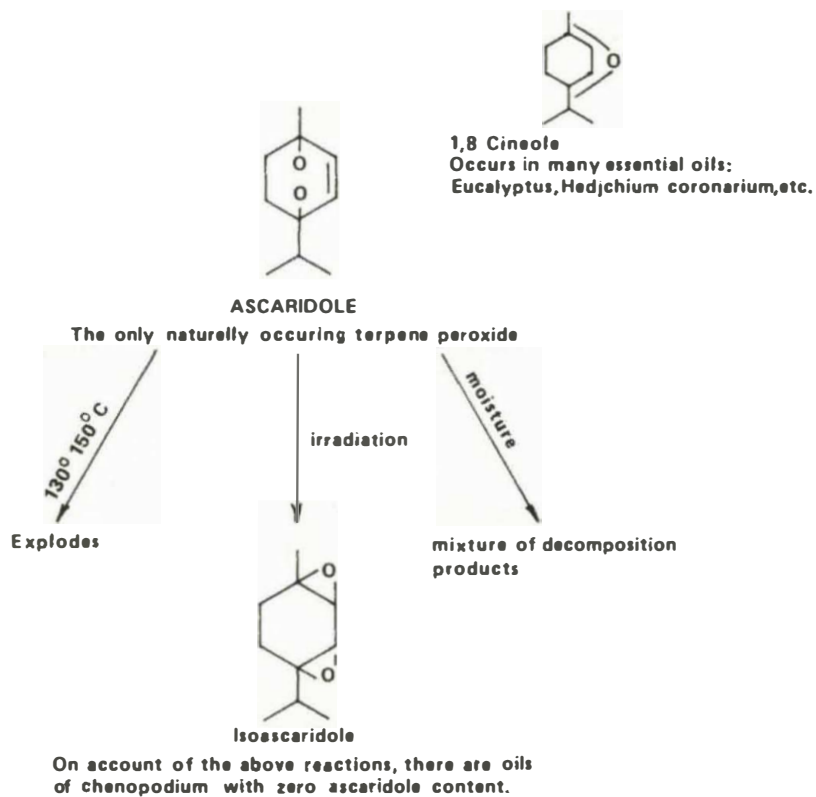 O
1,8 Cineole
Occurs in many essential oils:
Eucalyptus, Hedjchium coronarium, etc.
O
O
ASCARIDOLE
The only naturelly occuring terpene peroxide
130° 150°C
irradiation
moisture
Explodes
mixture of decomposition
products
O
O
Isoascaridole
On account of the above reactions, there are oils
of chenopodium with zero ascaridole content.